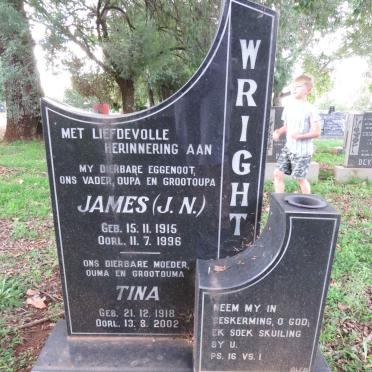 WRIGHT
MET LIEFDEVOLLE
HERINNERING AAN
MY DIERBARE EGGENOOT,
ONS VADER, OUPA EN GROOTOUPA
JAMES (J. N.)
GEB. 15. 11. 1915
OORL. 11. 7. 1996
ONS DIERBARE MOEDER,
OUMA EN GROOTOUMA
TINA
GEB. 21. 12. 1918
OORL. 13. 8. 2002
NEEM MY IN
BESKERMING, O GOD;
EK SOEK SKUILING
BY U.
PS. 16 VS. 1